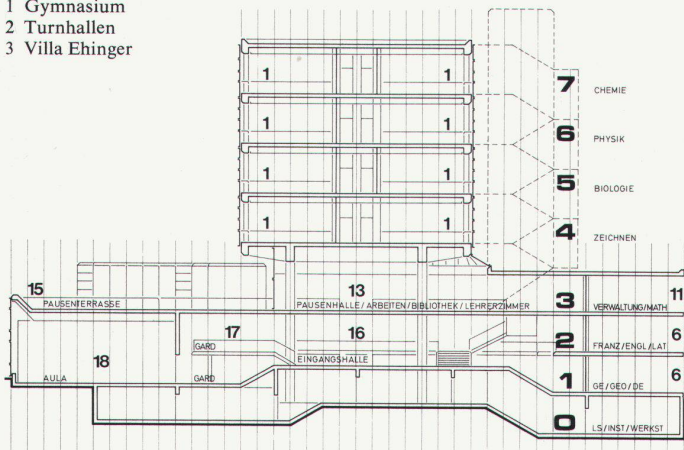 1 Gymnasium
2 Turnhallen
3 Villa Ehinger
1 1 7 CHEMIE
1 1 6 PHYSIK
1 1 5 BIOLOGIE
1 1 4 ZEICHNEN
15 13 11
PAUSENTERRASSE PAUSENHALLE / ARBEITEN / BIBLIOTHEK / LEHRERZIMMER 3 VERWALTUNG/MATH
17 16 2 6
GARD EINGANGSHALLE FRANZ/ENGL/LAT
18 6
AULA GARD 1 GE/GEO/DE
0 LS/INST/WERKST